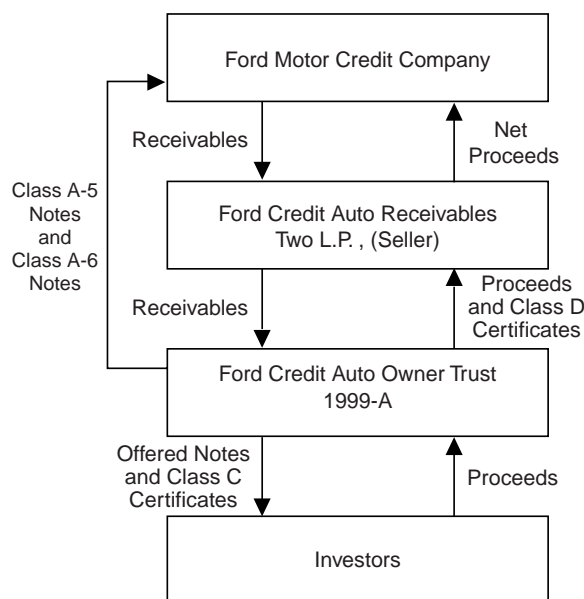 Ford Motor Credit Company
Receivables
Net
Proceeds
Class A-5
Notes
and
Class A-6
Notes
Ford Credit Auto Receivables
Two L.P. , (Seller)
Receivables
Proceeds
and Class D
Certificates
Ford Credit Auto Owner Trust
1999-A
Offered Notes
and Class C
Certificates
Proceeds
Investors